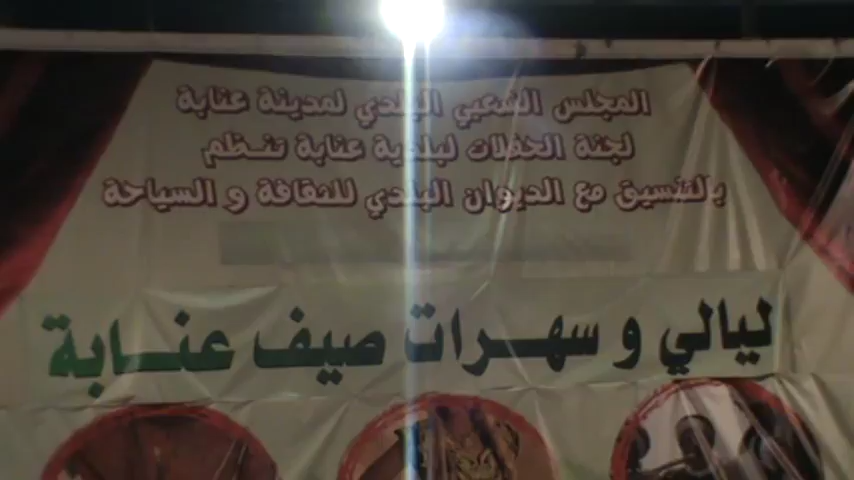 المجلس الشعبي البلدي لمدينة عنابة
لجنة الحفلات لبلدية عنابة تنظم
بالتنسيق مع الديوان البلدي للثقافة و السياحة
ليالي و سهرات صيف عنابة